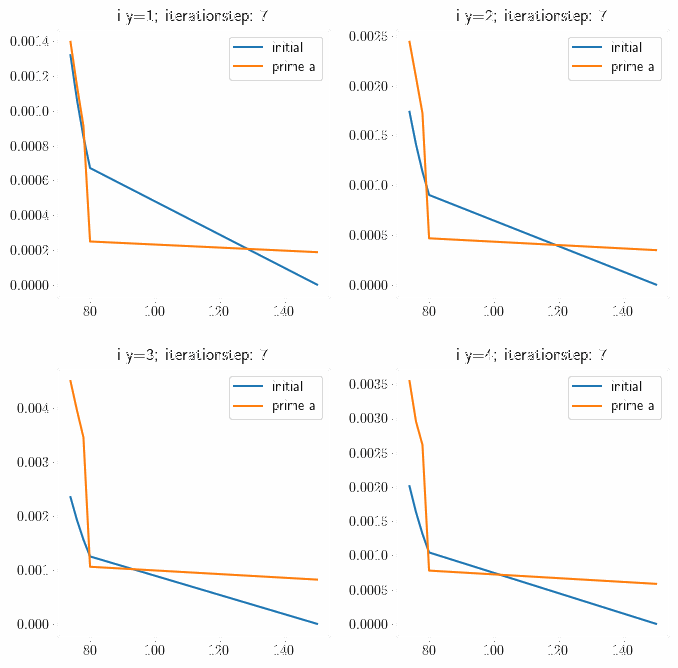 i y=1; iterationstep: 7
0.0014
0.0012
0.0010
0.0008
0.0006
0.0004
0.0002
0.0000
80 100 120 140
initial
prime a
i y=2; iterationstep: 7
0.0025
0.0020
0.0015
0.0010
0.0005
0.0000
80 100 120 140
initial
prime a
i y=3; iterationstep: 7
0.004
0.003
0.002
0.001
0.000
80 100 120 140
initial
prime a
i y=4; iterationstep: 7
0.0035
0.0030
0.0025
0.0020
0.0015
0.0010
0.0005
0.0000
80 100 120 140
initial
prime a